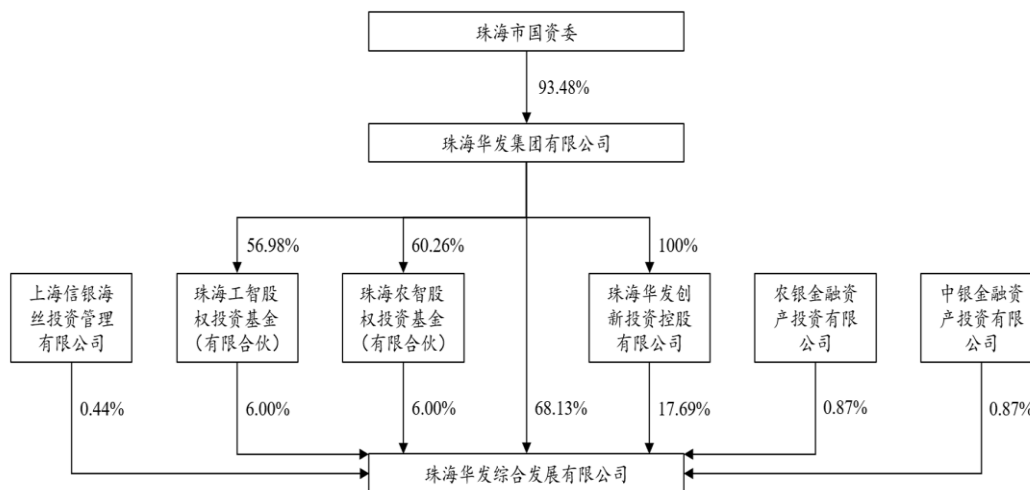 珠海市国资委
93.48%
珠海华发集团有限公司
56.98%
60.26%
100%
上海信银海
丝投资管理
有限公司
珠海工智股
权投资基金
（有限合伙）
珠海农智股
权投资基金
（有限合伙）
珠海华发创
新投资控股
有限公司
农银金融资
产投资有限
公司
中银金融资
产投资有限
公司
0.44%
6.00%
6.00%
68.13%
17.69%
0.87%
0.87%
珠海华发综合发展有限公司